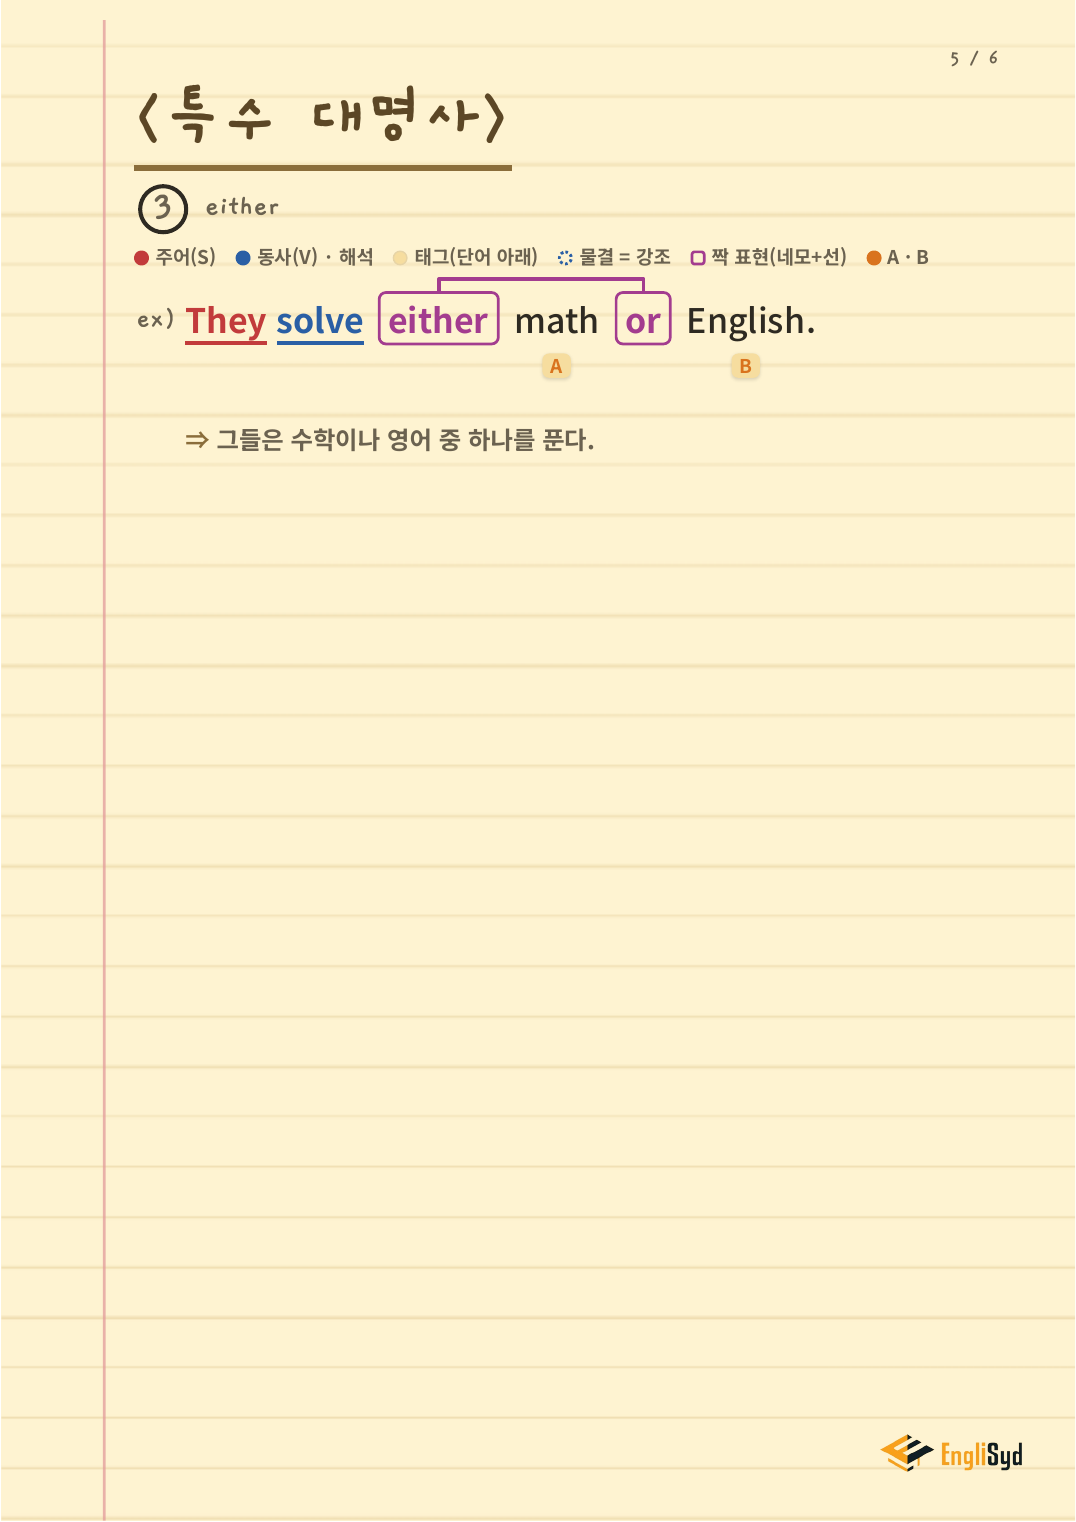 5 / 6
<특수 대명사>
3 either
주어(S) 동사(V) · 해석 태그(단어 아래) 물결 = 강조 짝 표현(네모+선) A · B
ex) They solve either math or English.
A B
⇒ 그들은 수학이나 영어 중 하나를 푼다.
EngliSyd